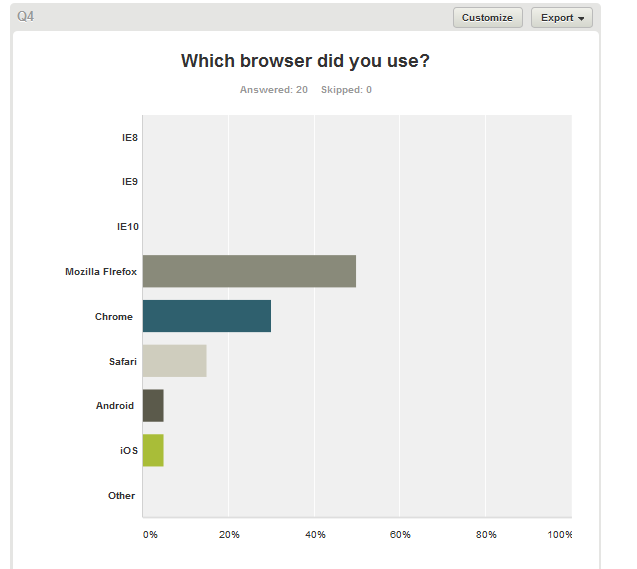 Q4
Customize
Export
Which browser did you use?
Answered: 20 Skipped: 0
IE8
IE9
IE10
Mozilla FIrefox
Chrome
Safari
Android
iOS
Other
0% 20% 40% 60% 80% 100%